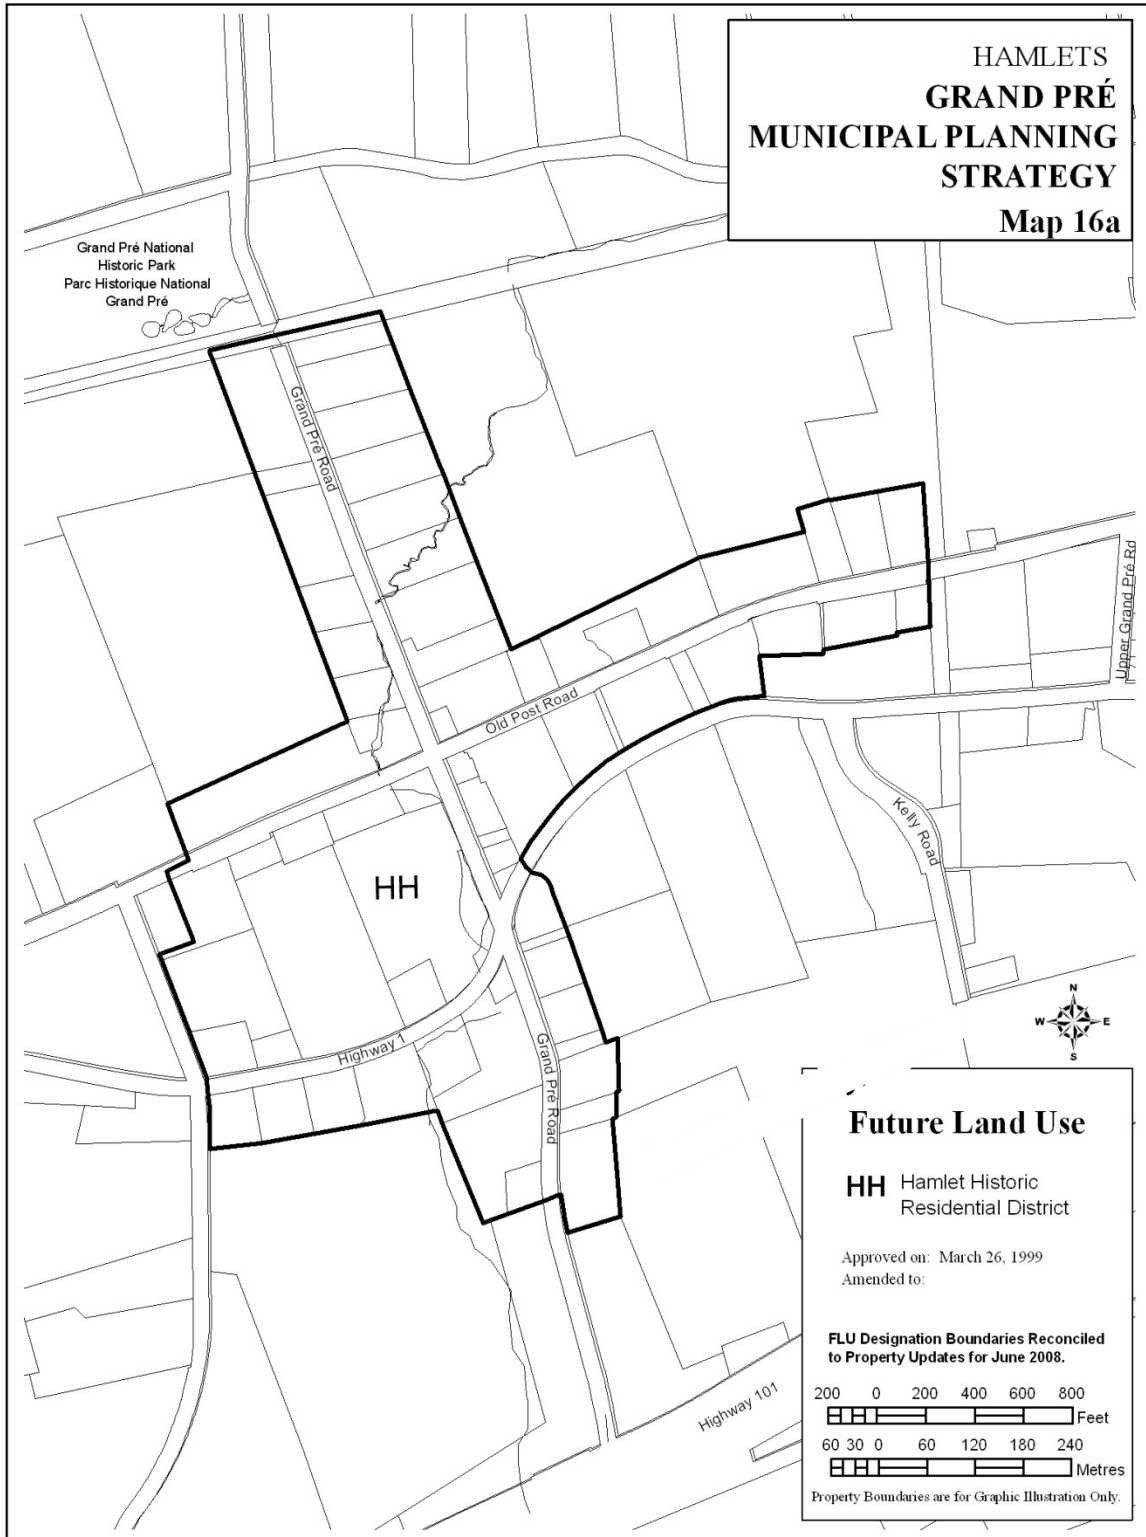 HAMLETS
GRAND PRÉ
MUNICIPAL PLANNING
STRATEGY
Map 16a
Grand Pré National
Historic Park
Parc Historique National
Grand Pré
Grand Pré Road
Upper Grand Pré Rd
Old Post Road
Kelly Road
HH
Highway 1
Grand Pré Road
N
W E
S
Future Land Use
HH Hamlet Historic
Residential District
Approved on: March 26, 1999
Amended to:
FLU Designation Boundaries Reconciled
to Property Updates for June 2008.
200 0 200 400 600 800
Feet
60 30 0 60 120 180 240
Metres
Property Boundaries are for Graphic Illustration Only.
Highway 101